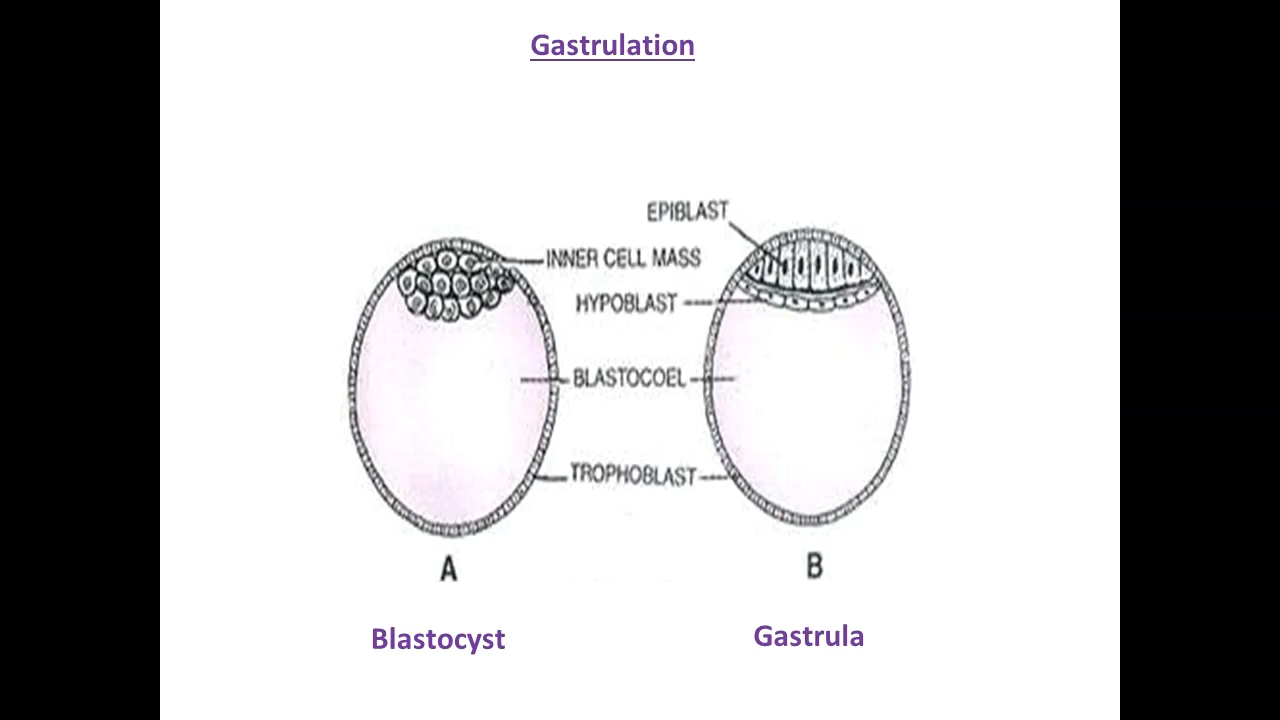 Gastrulation
EPIBLAST
INNER CELL MASS
HYPOBLAST
BLASTOCOEL
TROPHOBLAST
A
B
Blastocyst
Gastrula